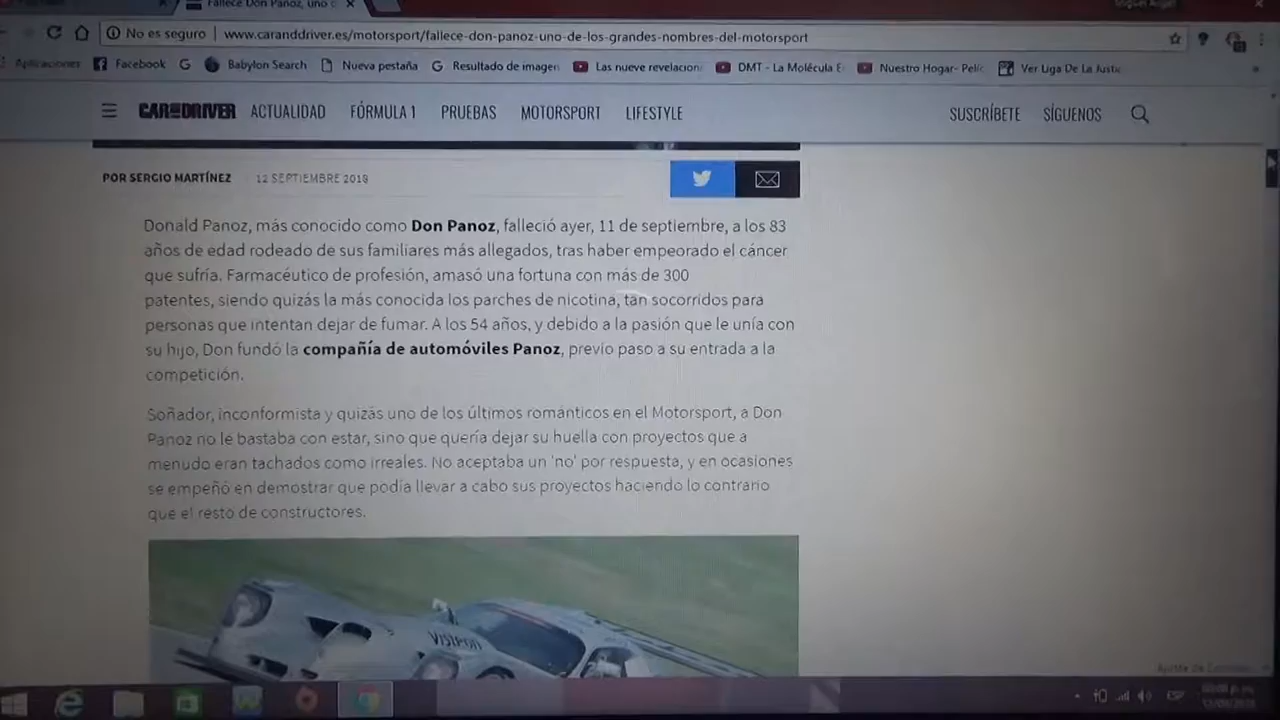 Fallece Don Panoz, uno
No es seguro | www.caranddriver.es/motorsport/fallece-don-panoz-uno-de-los-grandes-nombres-del-motorsport
Aplicaciones Facebook Babylon Search Nueva pestaña Resultado de imagen Las nueve revelacion DMT - La Molécula E Nuestro Hogar- Pelíc Ver Liga De La Justic
CAR AND DRIVER ACTUALIDAD FÓRMULA 1 PRUEBAS MOTORSPORT LIFESTYLE SUSCRÍBETE SÍGUENOS
POR SERGIO MARTÍNEZ 12 SEPTIEMBRE 2018
Donald Panoz, más conocido como Don Panoz, falleció ayer, 11 de septiembre, a los 83
años de edad rodeado de sus familiares más allegados, tras haber empeorado el cáncer
que sufría. Farmacéutico de profesión, amasó una fortuna con más de 300
patentes, siendo quizás la más conocida los parches de nicotina, tan socorridos para
personas que intentan dejar de fumar. A los 54 años, y debido a la pasión que le unía con
su hijo, Don fundó la compañía de automóviles Panoz, previo paso a su entrada a la
competición.
Soñador, inconformista y quizás uno de los últimos románticos en el Motorsport, a Don
Panoz no le bastaba con estar, sino que quería dejar su huella con proyectos que a
menudo eran tachados como irreales. No aceptaba un 'no' por respuesta, y en ocasiones
se empeñó en demostrar que podía llevar a cabo sus proyectos haciendo lo contrario
que el resto de constructores.
Visteon
ESP